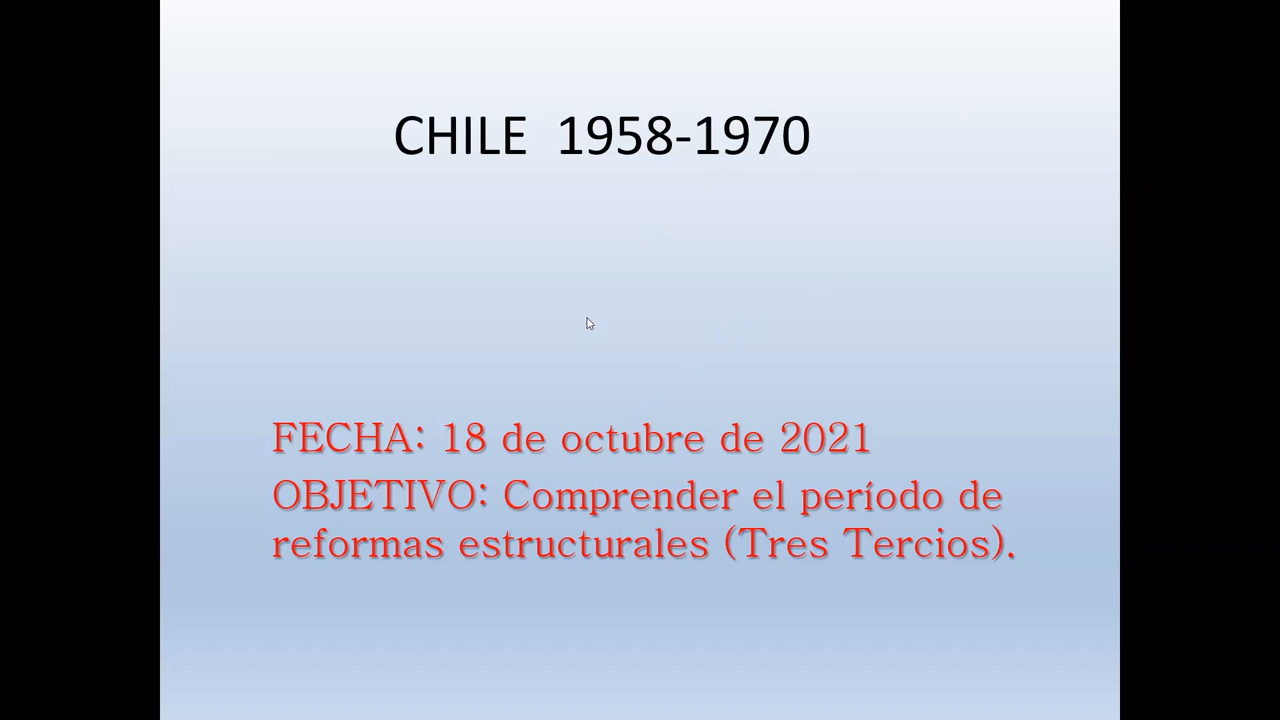 CHILE 1958-1970
FECHA: 18 de octubre de 2021
OBJETIVO: Comprender el período de
reformas estructurales (Tres Tercios).